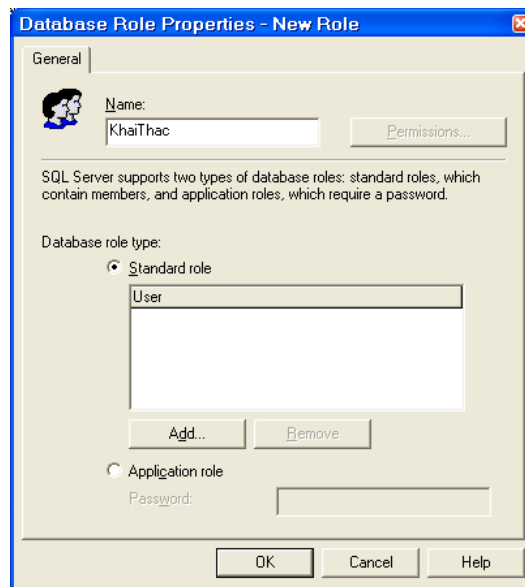 Database Role Properties - New Role
General
Name:
KhaiThac
Permissions...
SQL Server supports two types of database roles: standard roles, which
contain members, and application roles, which require a password.
Database role type:
Standard role
User
Add...
Remove
Application role
Password:
OK
Cancel
Help